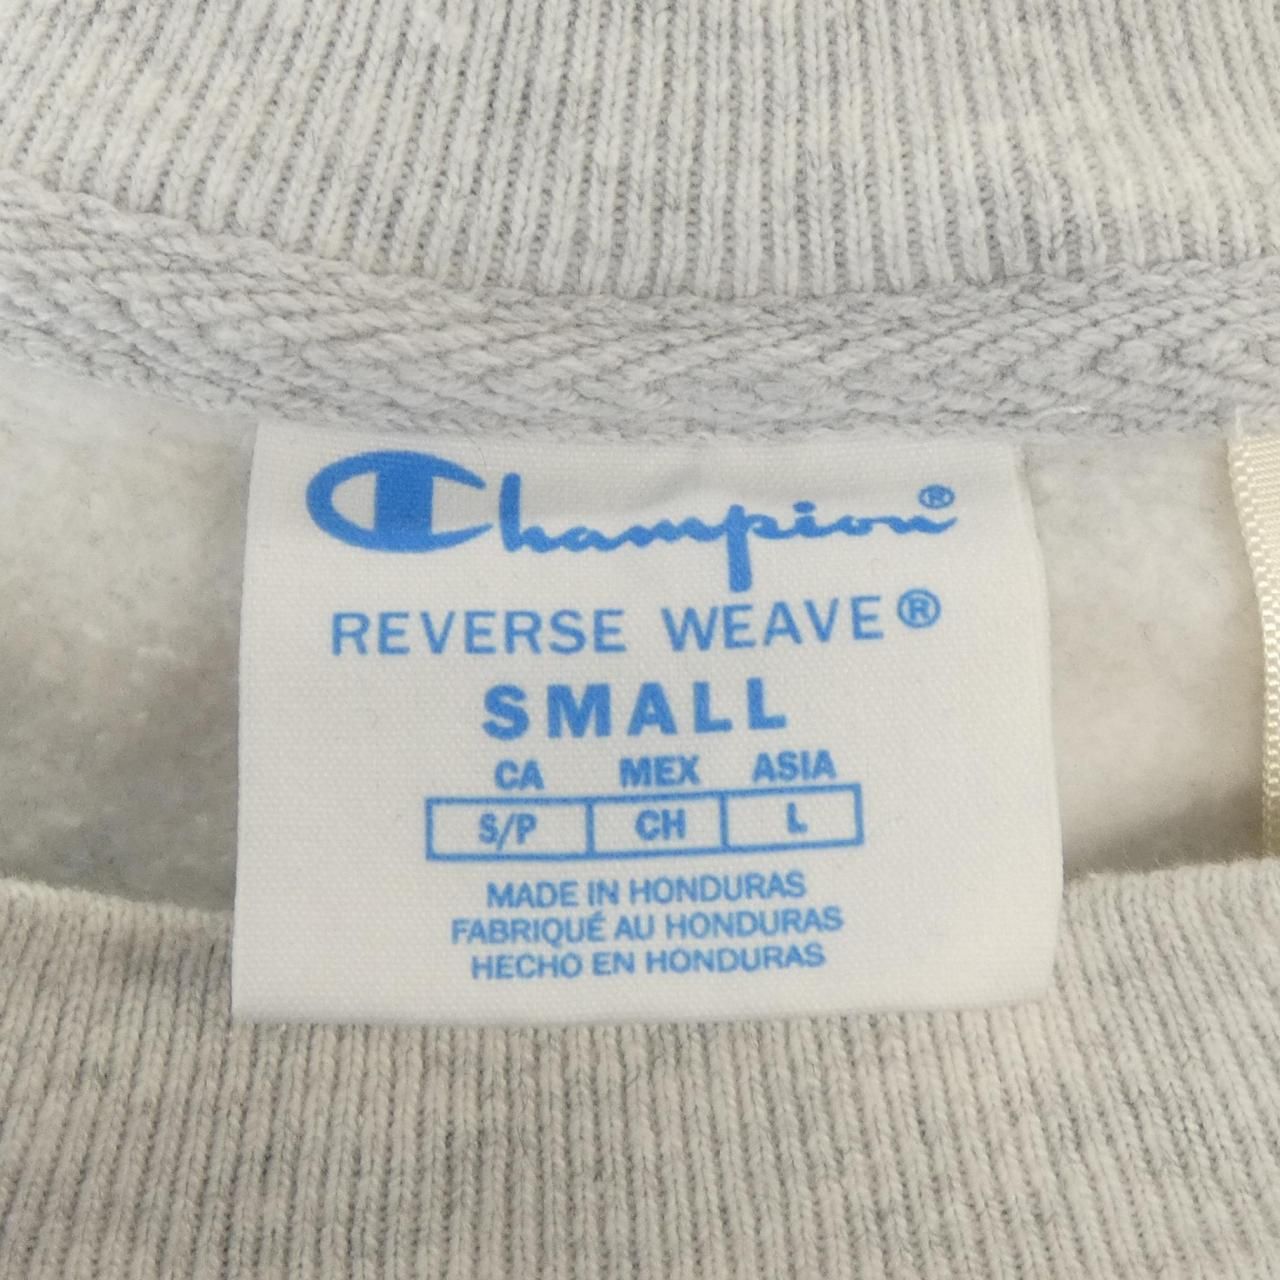 Champion®
REVERSE WEAVE®
SMALL
CA MEX ASIA
S/P CH L
MADE IN HONDURAS
FABRIQUÉ AU HONDURAS
HECHO EN HONDURAS